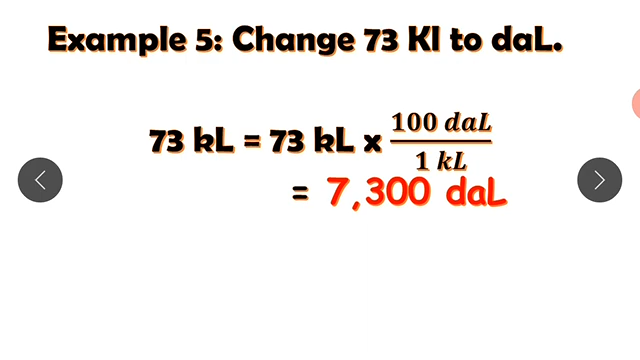 Example 5: Change 73 Kl to daL.
73 kL = 73 kL x 100 daL / 1 kL
= 7,300 daL